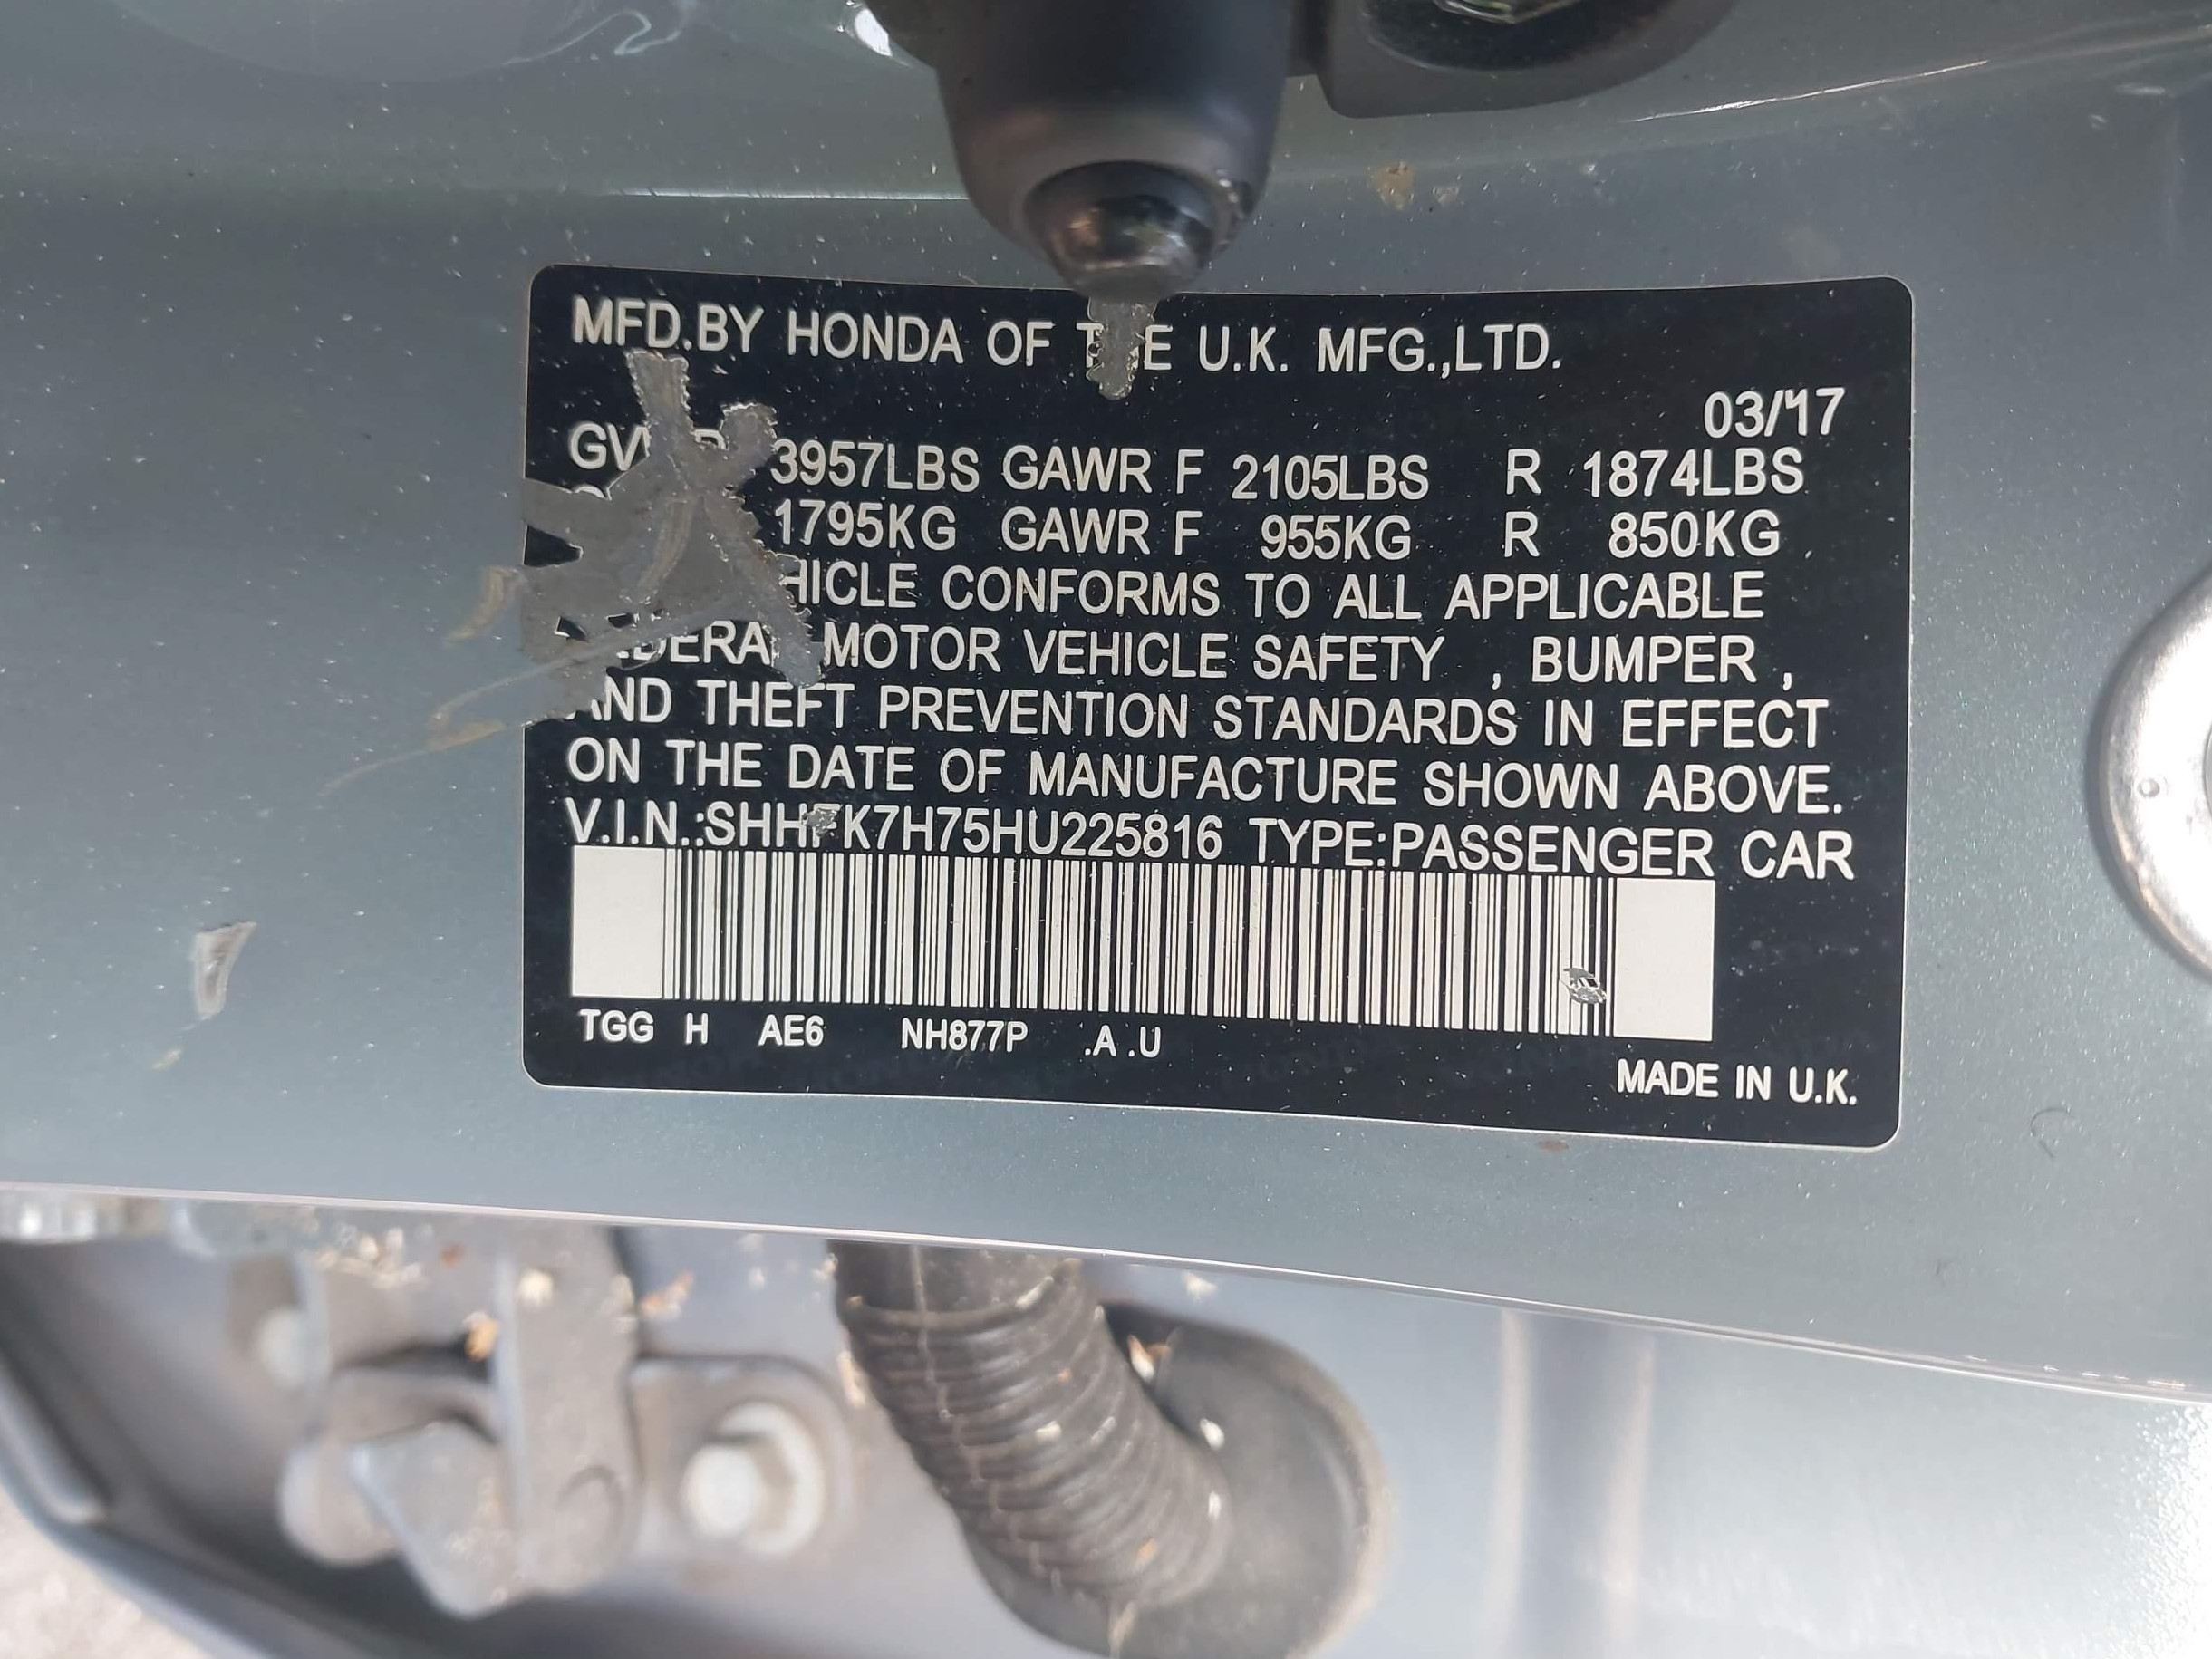 MFD.BY HONDA OF THE U.K. MFG.,LTD.
03/17
3957LBS GAWR F 2105LBS R 1874LBS
1795KG GAWR F 955KG R 850KG
CONFORMS TO ALL APPLICABLE
MOTOR VEHICLE SAFETY , BUMPER ,
AND THEFT PREVENTION STANDARDS IN EFFECT
ON THE DATE OF MANUFACTURE SHOWN ABOVE.
V.I.N.:SHHFK7H75HU225816 TYPE:PASSENGER CAR
TGG H AE6 NH877P .A .U
MADE IN U.K.